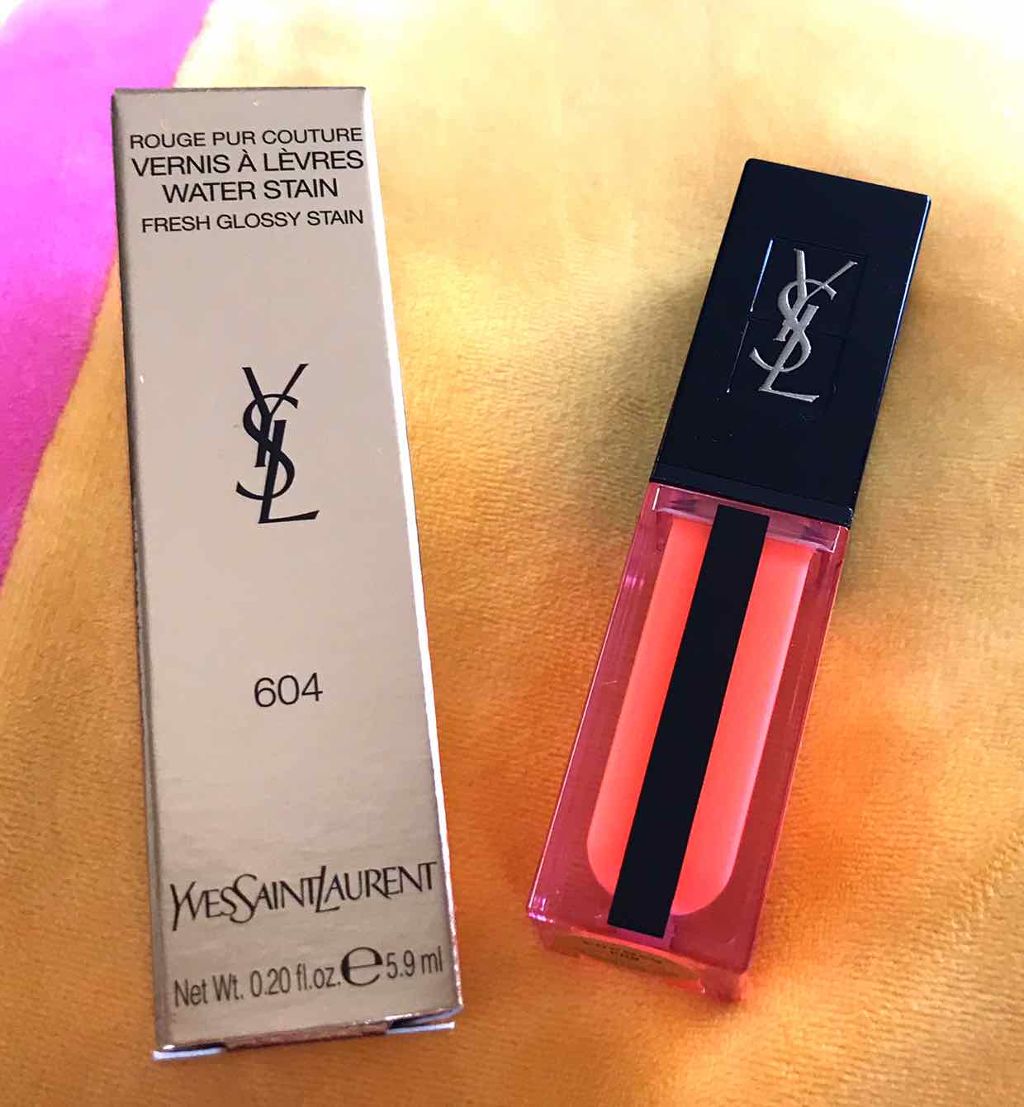 ROUGE PUR COUTURE
VERNIS À LÈVRES
WATER STAIN
FRESH GLOSSY STAIN
YSL
604
YVESSAINTLAURENT
Net Wt. 0.20 fl.oz. ℮ 5.9 ml
YSL